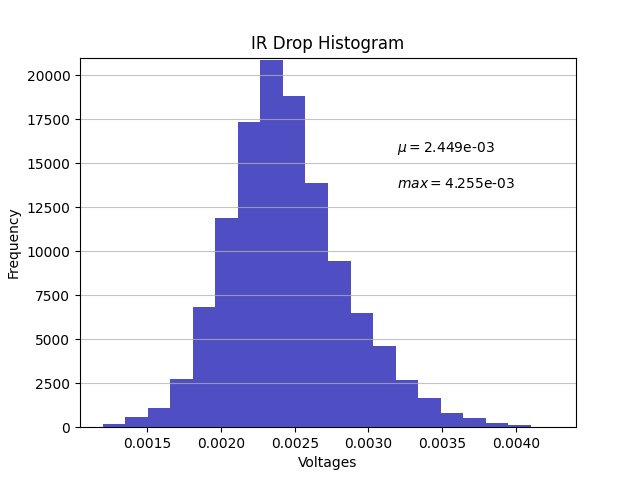 IR Drop Histogram
20000
17500
15000
12500
10000
7500
5000
2500
0
Frequency
μ = 2.449e-03
max = 4.255e-03
0.0015 0.0020 0.0025 0.0030 0.0035 0.0040
Voltages